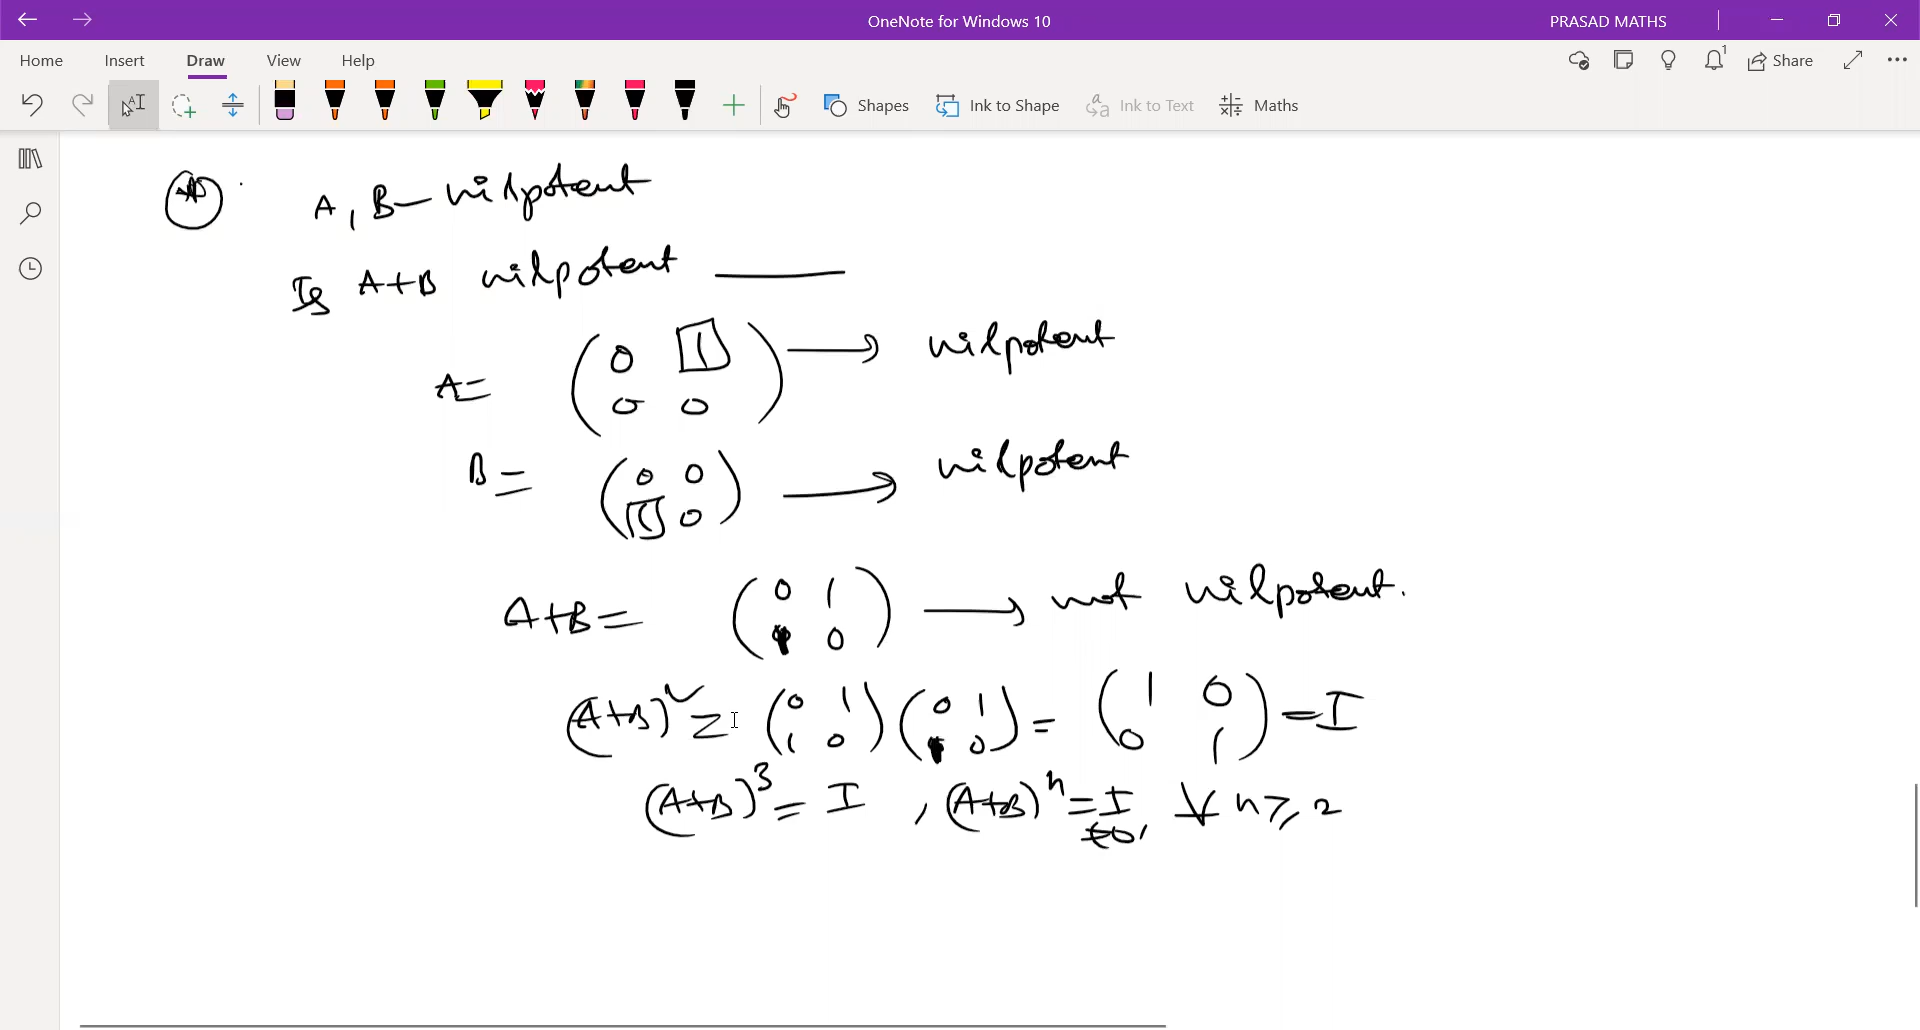 OneNote for Windows 10
PRASAD MATHS
Home Insert Draw View Help
1
Share
Shapes Ink to Shape Ink to Text Maths
A, B — nilpotent
Is A+B nilpotent ———
A = ( 0 1 ) → nilpotent
0 0
B = ( 0 0 ) → nilpotent
1 0
A+B = ( 0 1 ) → not nilpotent.
1 0
(A+B)² = ( 0 1 ) ( 0 1 ) = ( 1 0 ) = I
1 0 1 0 0 1
(A+B)³ = I , (A+B)ⁿ = I ∀ n ≥ 2
≠0,